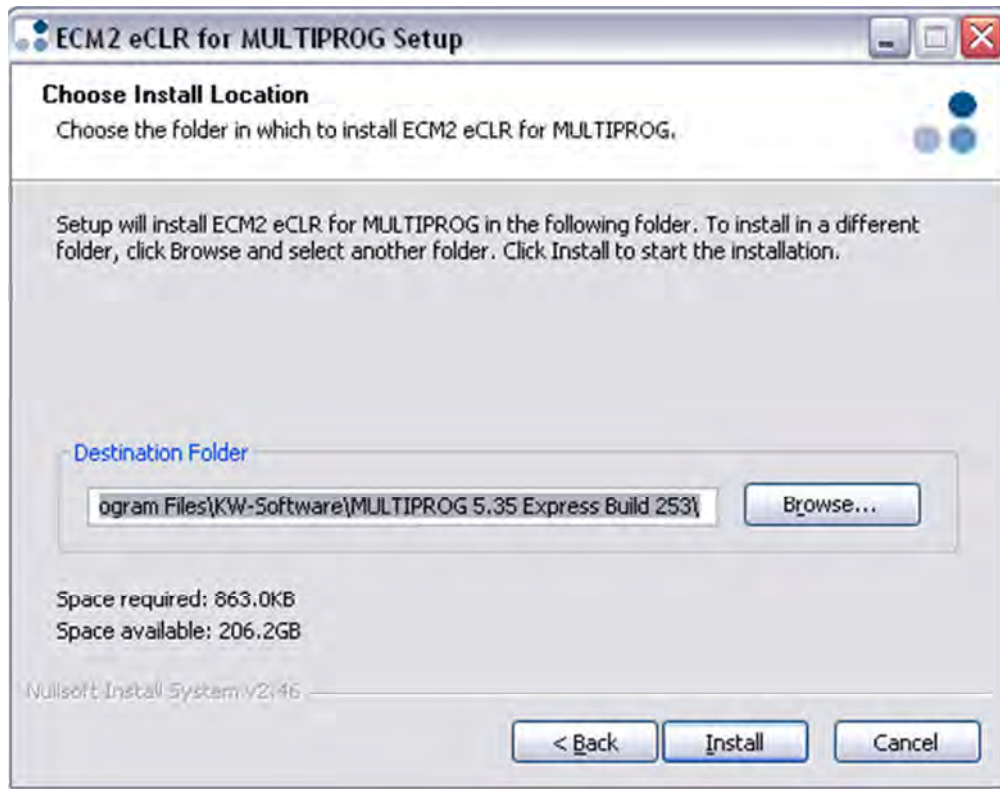 ECM2 eCLR for MULTIPROG Setup
Choose Install Location
Choose the folder in which to install ECM2 eCLR for MULTIPROG.
Setup will install ECM2 eCLR for MULTIPROG in the following folder. To install in a different
folder, click Browse and select another folder. Click Install to start the installation.
Destination Folder
ogram Files\KW-Software\MULTIPROG 5.35 Express Build 253\
Browse...
Space required: 863.0KB
Space available: 206.2GB
Nullsoft Install System v2.46
< Back
Install
Cancel